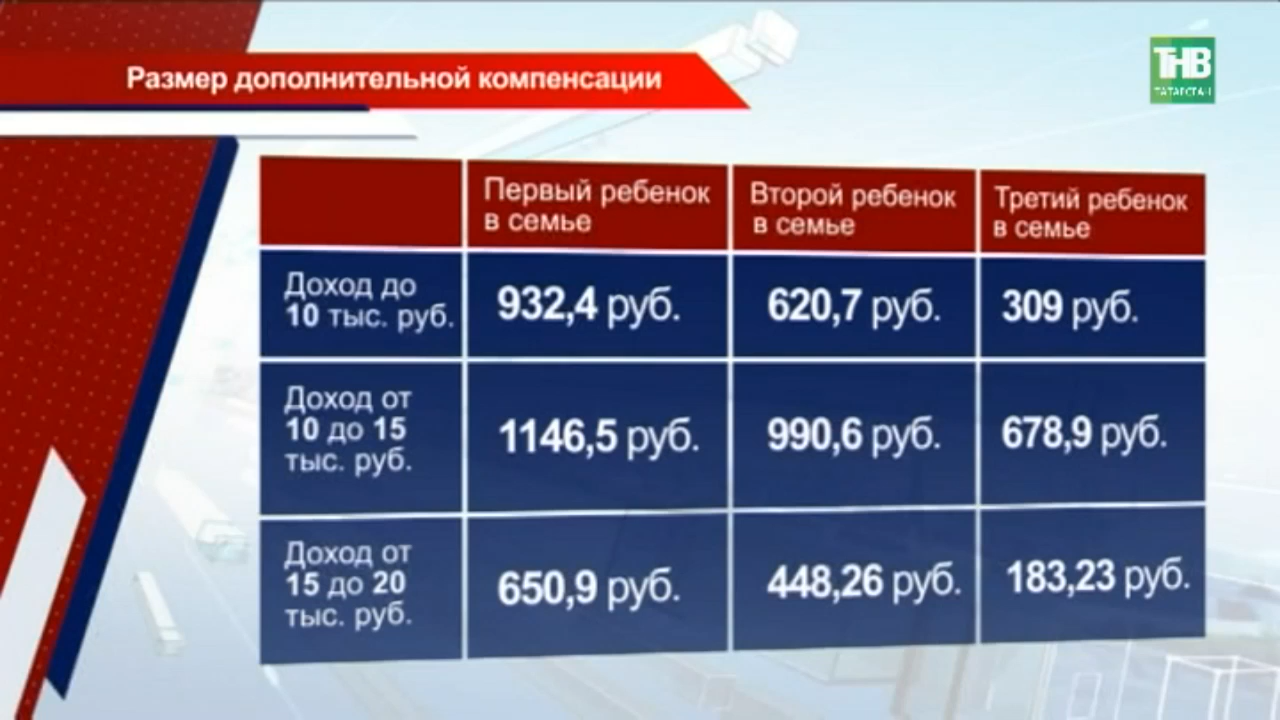 Размер дополнительной компенсации
ТНВ
ТАТАРСТАН
Первый ребенок
в семье
Второй ребенок
в семье
Третий ребенок
в семье
Доход до
10 тыс. руб.
932,4 руб.
620,7 руб.
309 руб.
Доход от
10 до 15
тыс. руб.
1146,5 руб.
990,6 руб.
678,9 руб.
Доход от
15 до 20
тыс. руб.
650,9 руб.
448,26 руб.
183,23 руб.